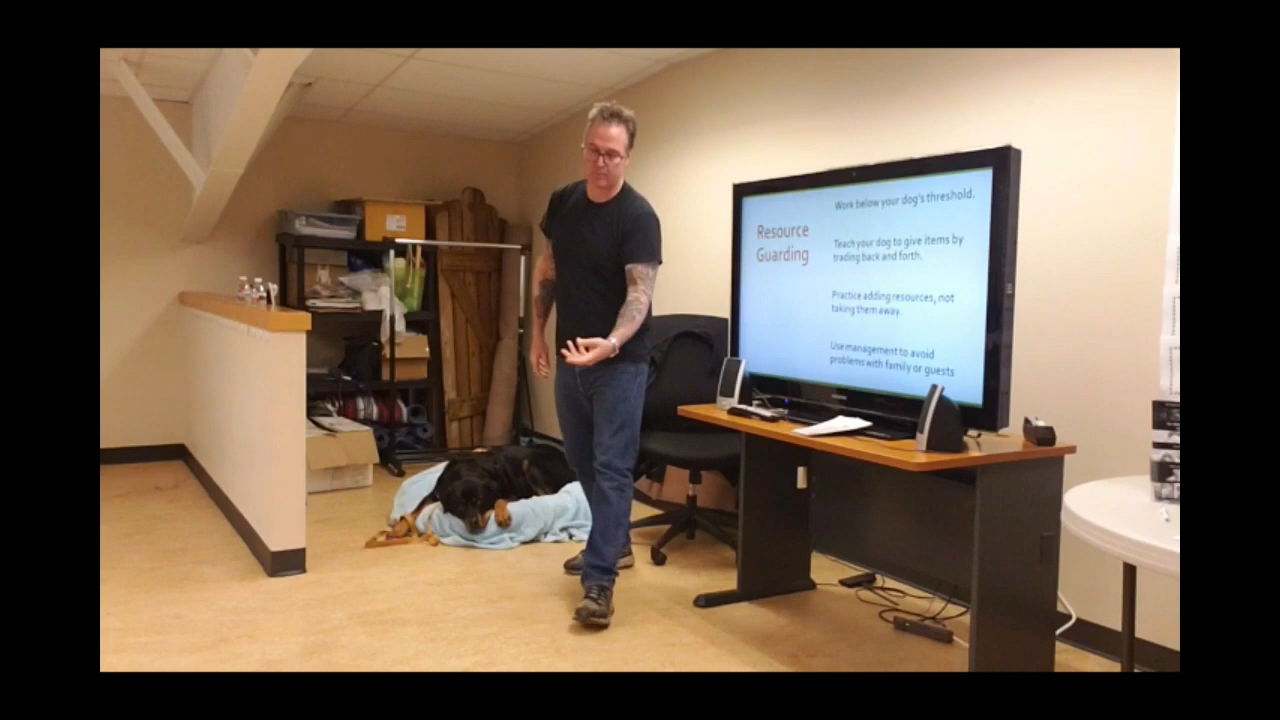 Resource
Guarding
Work below your dog's threshold.
Teach your dog to give items by
trading back and forth.
Practice adding resources, not
taking them away.
Use management to avoid
problems with family or guests